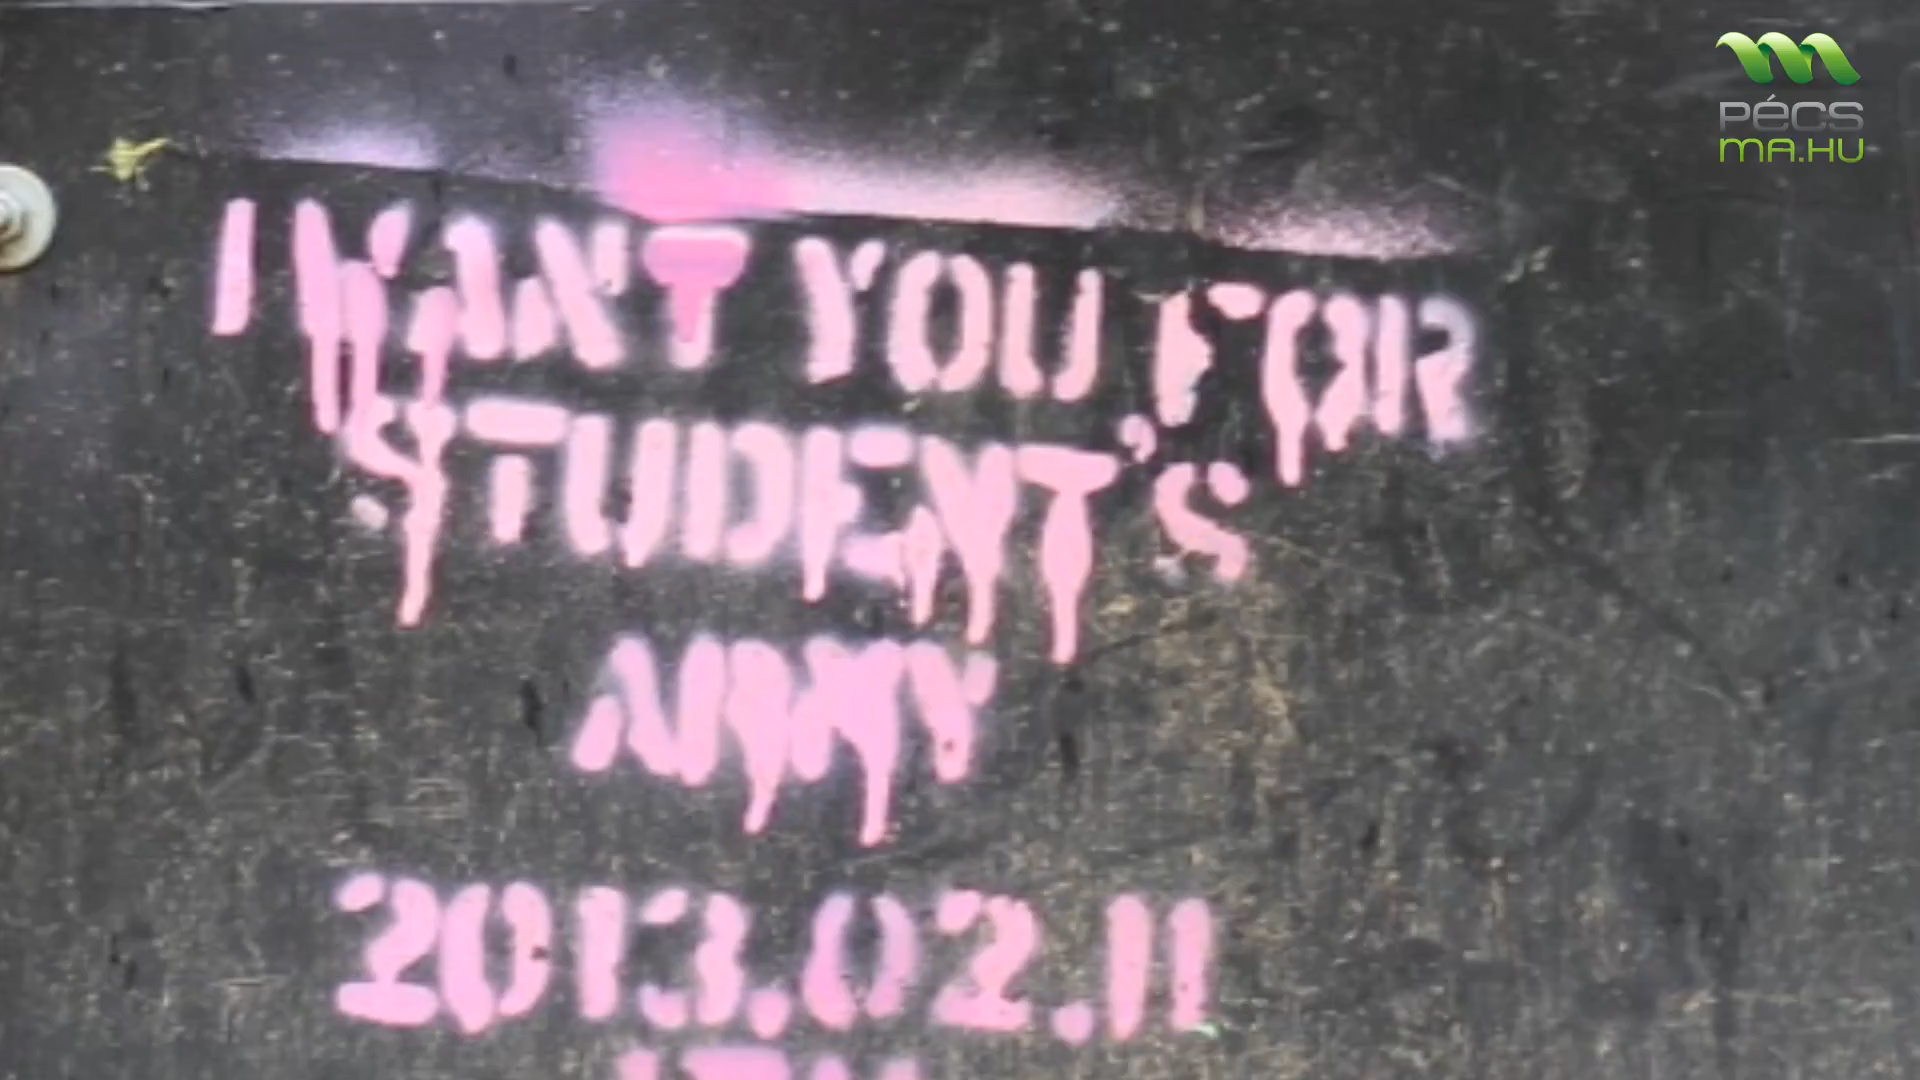 I WANT YOU FOR
STUDENT'S
ARMY
2013.02.11
PÉCS
MA.HU